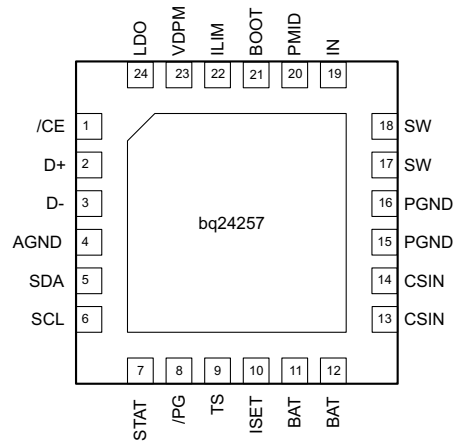 LDO VDPM ILIM BOOT PMID IN
24 23 22 21 20 19
/CE 1 18 SW
D+ 2 17 SW
D- 3 16 PGND
AGND 4 15 PGND
SDA 5 14 CSIN
SCL 6 13 CSIN
bq24257
7 8 9 10 11 12
STAT /PG TS ISET BAT BAT